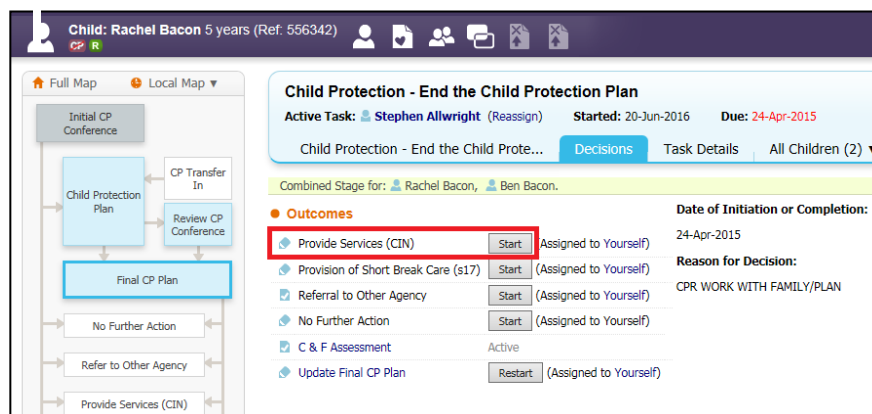 Child: Rachel Bacon 5 years (Ref: 556342)
CP R
Full Map Local Map ▼
Initial CP
Conference
CP Transfer
In
Child Protection
Plan
Review CP
Conference
Final CP Plan
No Further Action
Refer to Other Agency
Provide Services (CIN)
Child Protection - End the Child Protection Plan
Active Task: Stephen Allwright (Reassign) Started: 20-Jun-2016 Due: 24-Apr-2015
Child Protection - End the Child Prote... Decisions Task Details All Children (2) ▼
Combined Stage for: Rachel Bacon, Ben Bacon.
Outcomes
Provide Services (CIN) Start (Assigned to Yourself)
Provision of Short Break Care (s17) Start (Assigned to Yourself)
Referral to Other Agency Start (Assigned to Yourself)
No Further Action Start (Assigned to Yourself)
C & F Assessment Active
Update Final CP Plan Restart (Assigned to Yourself)
Date of Initiation or Completion:
24-Apr-2015
Reason for Decision:
CPR WORK WITH FAMILY/PLAN